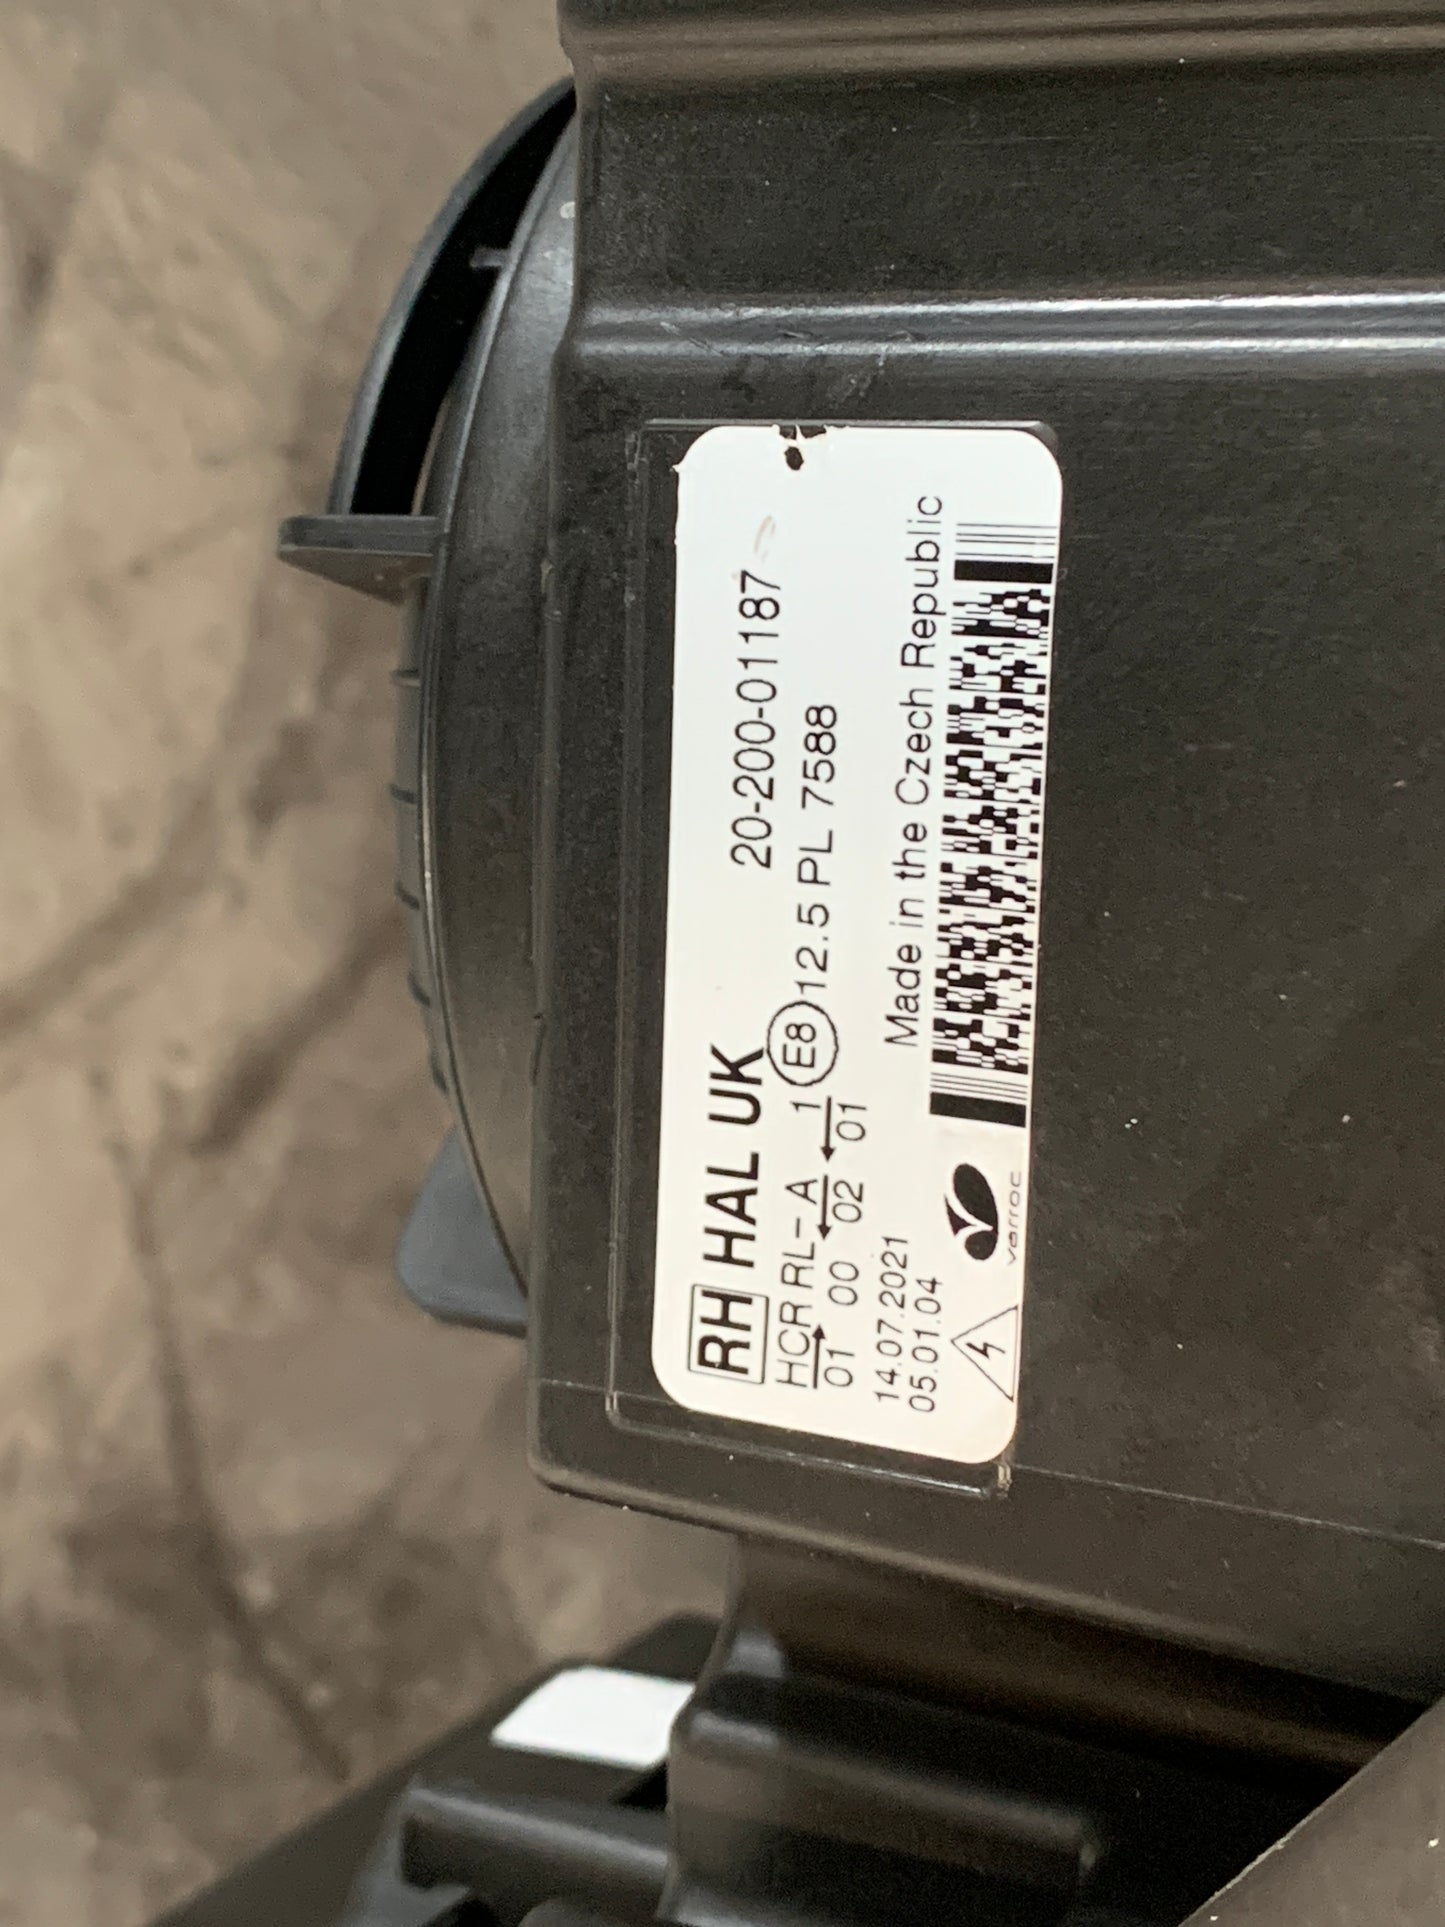 RH HAL UK
20-200-01187
HCR RL-A 1 E8 12.5 PL 7588
01 00 02 01
14.07.2021
05.01.04
Made in the Czech Republic
varroc